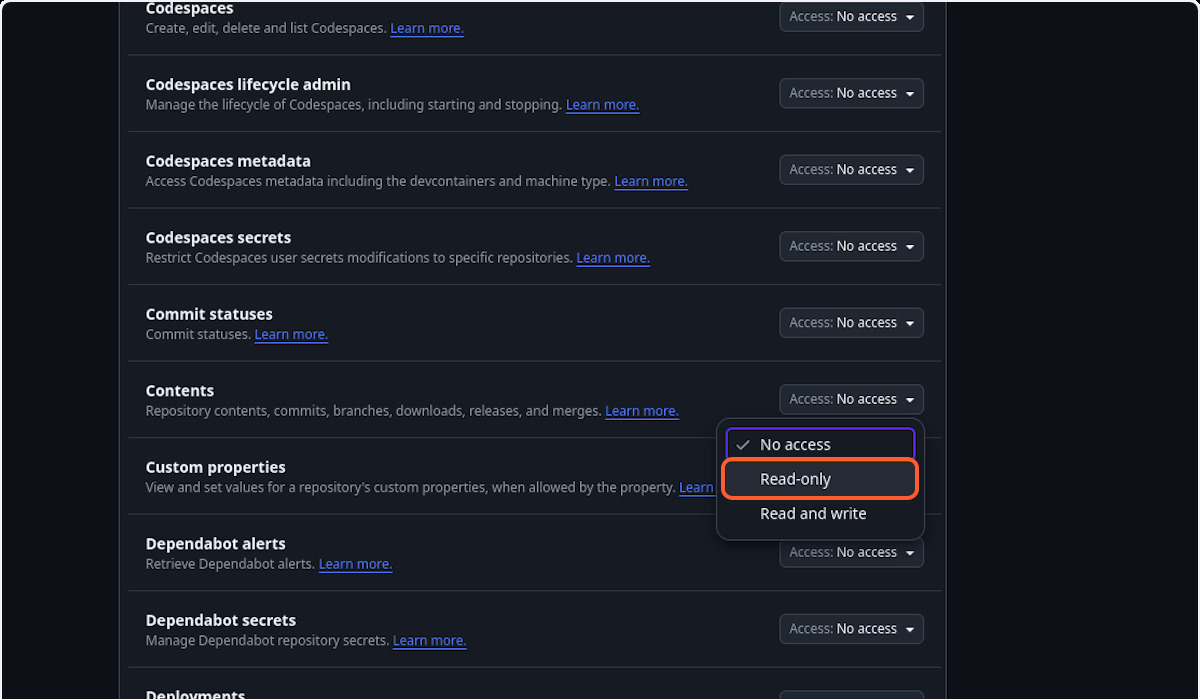 Codespaces
Access: No access
Create, edit, delete and list Codespaces. Learn more.
Codespaces lifecycle admin
Access: No access
Manage the lifecycle of Codespaces, including starting and stopping. Learn more.
Codespaces metadata
Access: No access
Access Codespaces metadata including the devcontainers and machine type. Learn more.
Codespaces secrets
Access: No access
Restrict Codespaces user secrets modifications to specific repositories. Learn more.
Commit statuses
Access: No access
Commit statuses. Learn more.
Contents
Access: No access
Repository contents, commits, branches, downloads, releases, and merges. Learn more.
No access
Read-only
Read and write
Custom properties
View and set values for a repository's custom properties, when allowed by the property. Learn
Dependabot alerts
Access: No access
Retrieve Dependabot alerts. Learn more.
Dependabot secrets
Access: No access
Manage Dependabot repository secrets. Learn more.
Deployments